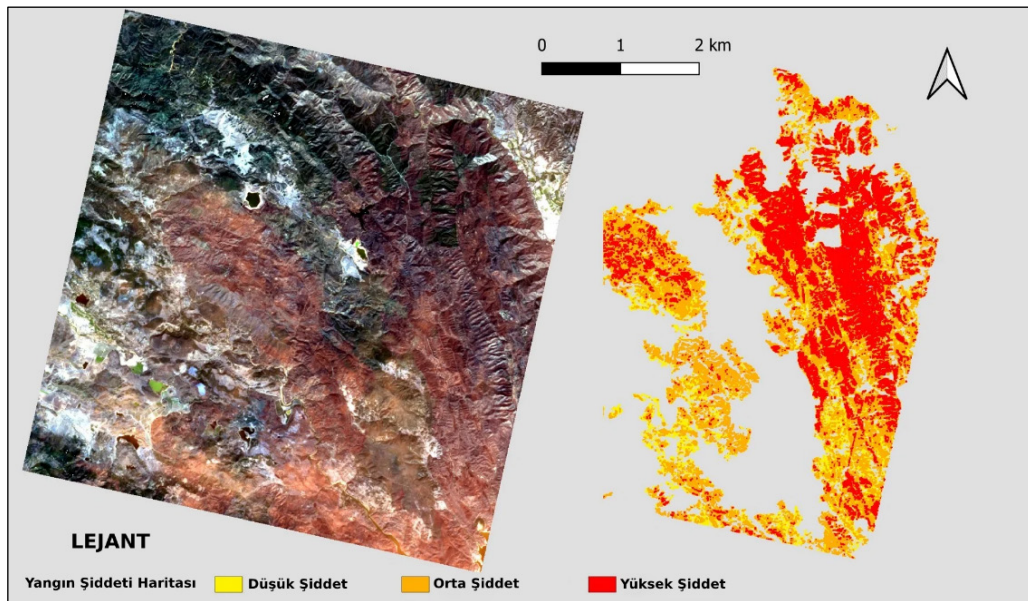 0 1 2 km
LEJANT
Yangın Şiddeti Haritası Düşük Şiddet Orta Şiddet Yüksek Şiddet